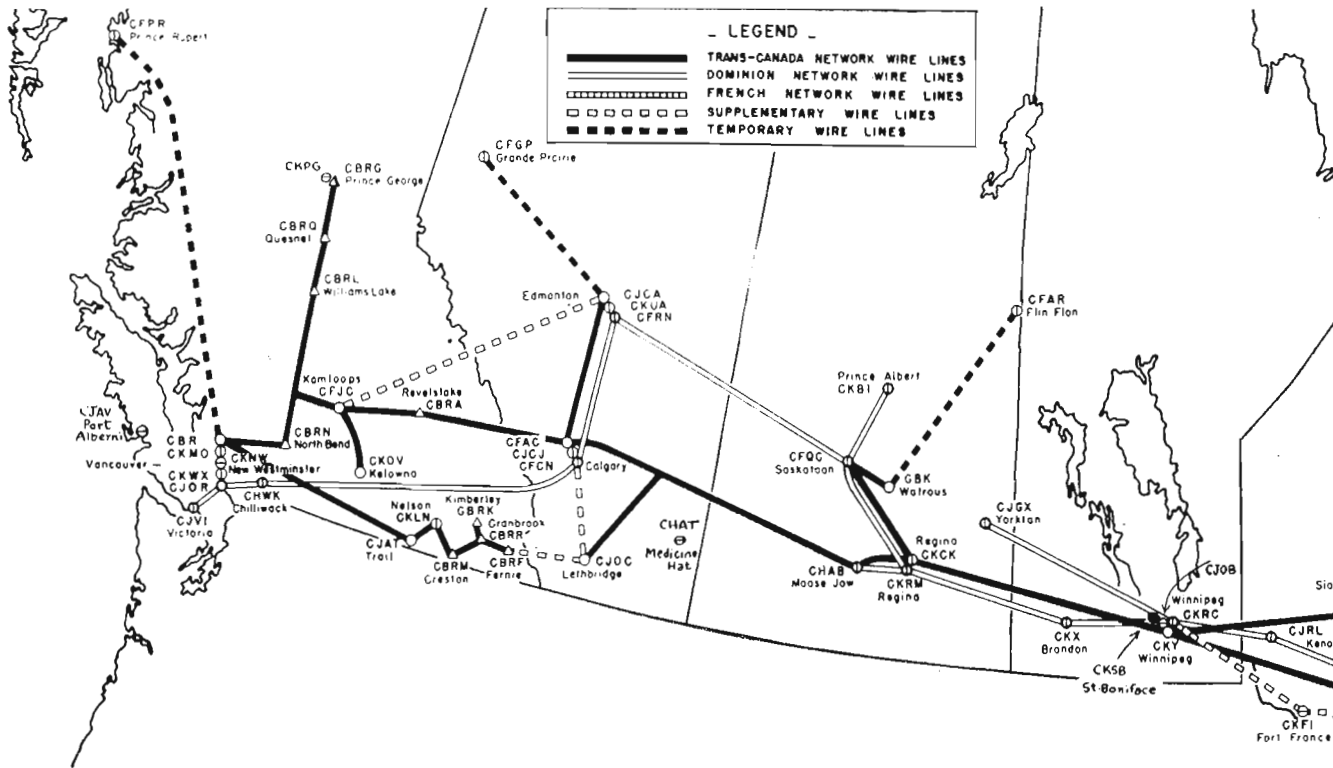 CFPR
Prince Rupert
_ LEGEND _
TRANS-CANADA NETWORK WIRE LINES
DOMINION NETWORK WIRE LINES
FRENCH NETWORK WIRE LINES
SUPPLEMENTARY WIRE LINES
TEMPORARY WIRE LINES
CKPG
CBRG
Prince George
CFGP
Grande Prairie
CBRQ
Quesnel
CBRL
Williams Lake
Edmonton
CJCA
CKUA
CFRN
CFAR
Flin Flon
Kamloops
CFJC
Revelstoke
CBRA
Prince Albert
CKBI
CJAV
Port
Alberni
CBR
CKMO
CBRN
North Bend
CKNW
New Westminster
Vancouver
CKWX
CJOR
CHWK
Chilliwack
CJVI
Victoria
CKOV
Kelowna
CFAC
CJCJ
CFCN
Calgary
CFQC
Saskatoon
CBK
Watrous
Nelson
CKLN
Kimberley
CBRK
Cranbrook
CBRR
CJAT
Trail
CBRM
Creston
CBRF
Fernie
CJOC
Lethbridge
CHAT
Medicine
Hat
CJGX
Yorkton
Regina
CKCK
CHAB
Moose Jaw
CKRM
Regina
CJOB
Winnipeg
CKRC
Sio
CKX
Brandon
CKY
Winnipeg
CJRL
Keno
CKSB
St-Boniface
CKFI
Fort France